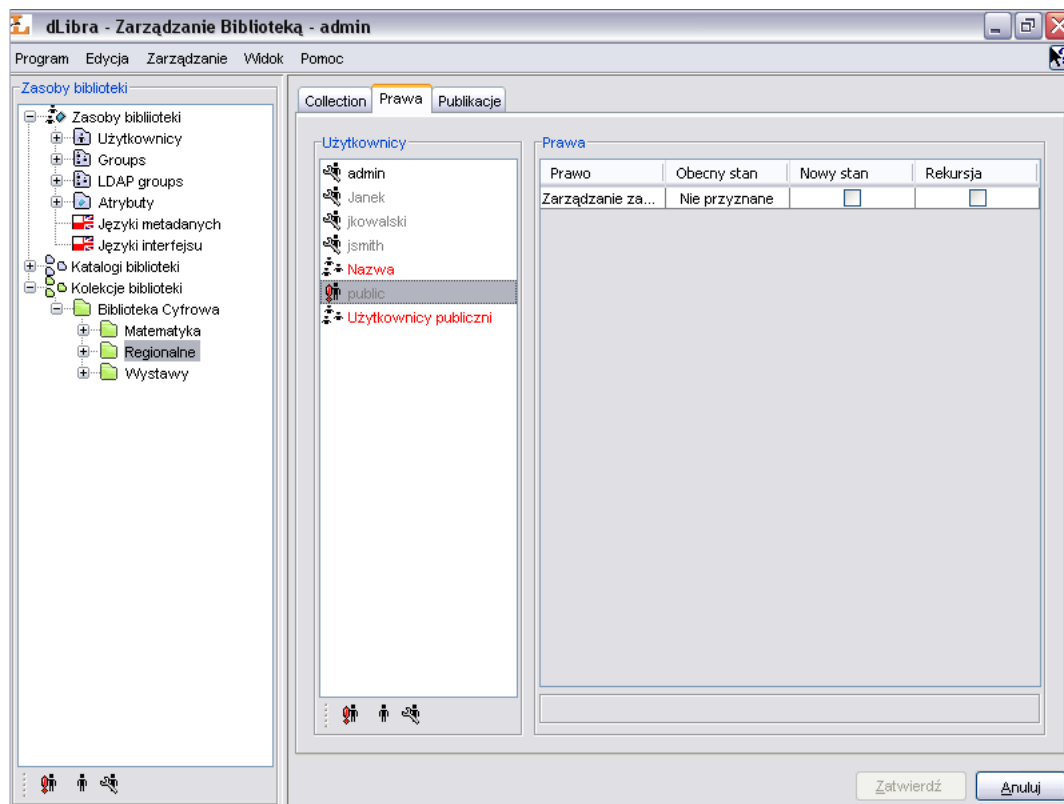 dLibra - Zarządzanie Biblioteką - admin
Program Edycja Zarządzanie Widok Pomoc
Zasoby biblioteki
Zasoby bibliioteki
Użytkownicy
Groups
LDAP groups
Atrybuty
Języki metadanych
Języki interfejsu
Katalogi biblioteki
Kolekcje biblioteki
Biblioteka Cyfrowa
Matematyka
Regionalne
Wystawy
Collection Prawa Publikacje
Użytkownicy
admin
Janek
jkowalski
jsmith
Nazwa
public
Użytkownicy publiczni
Prawa
Prawo Obecny stan Nowy stan Rekursja
Zarządzanie za... Nie przyznane
Zatwierdź Anuluj